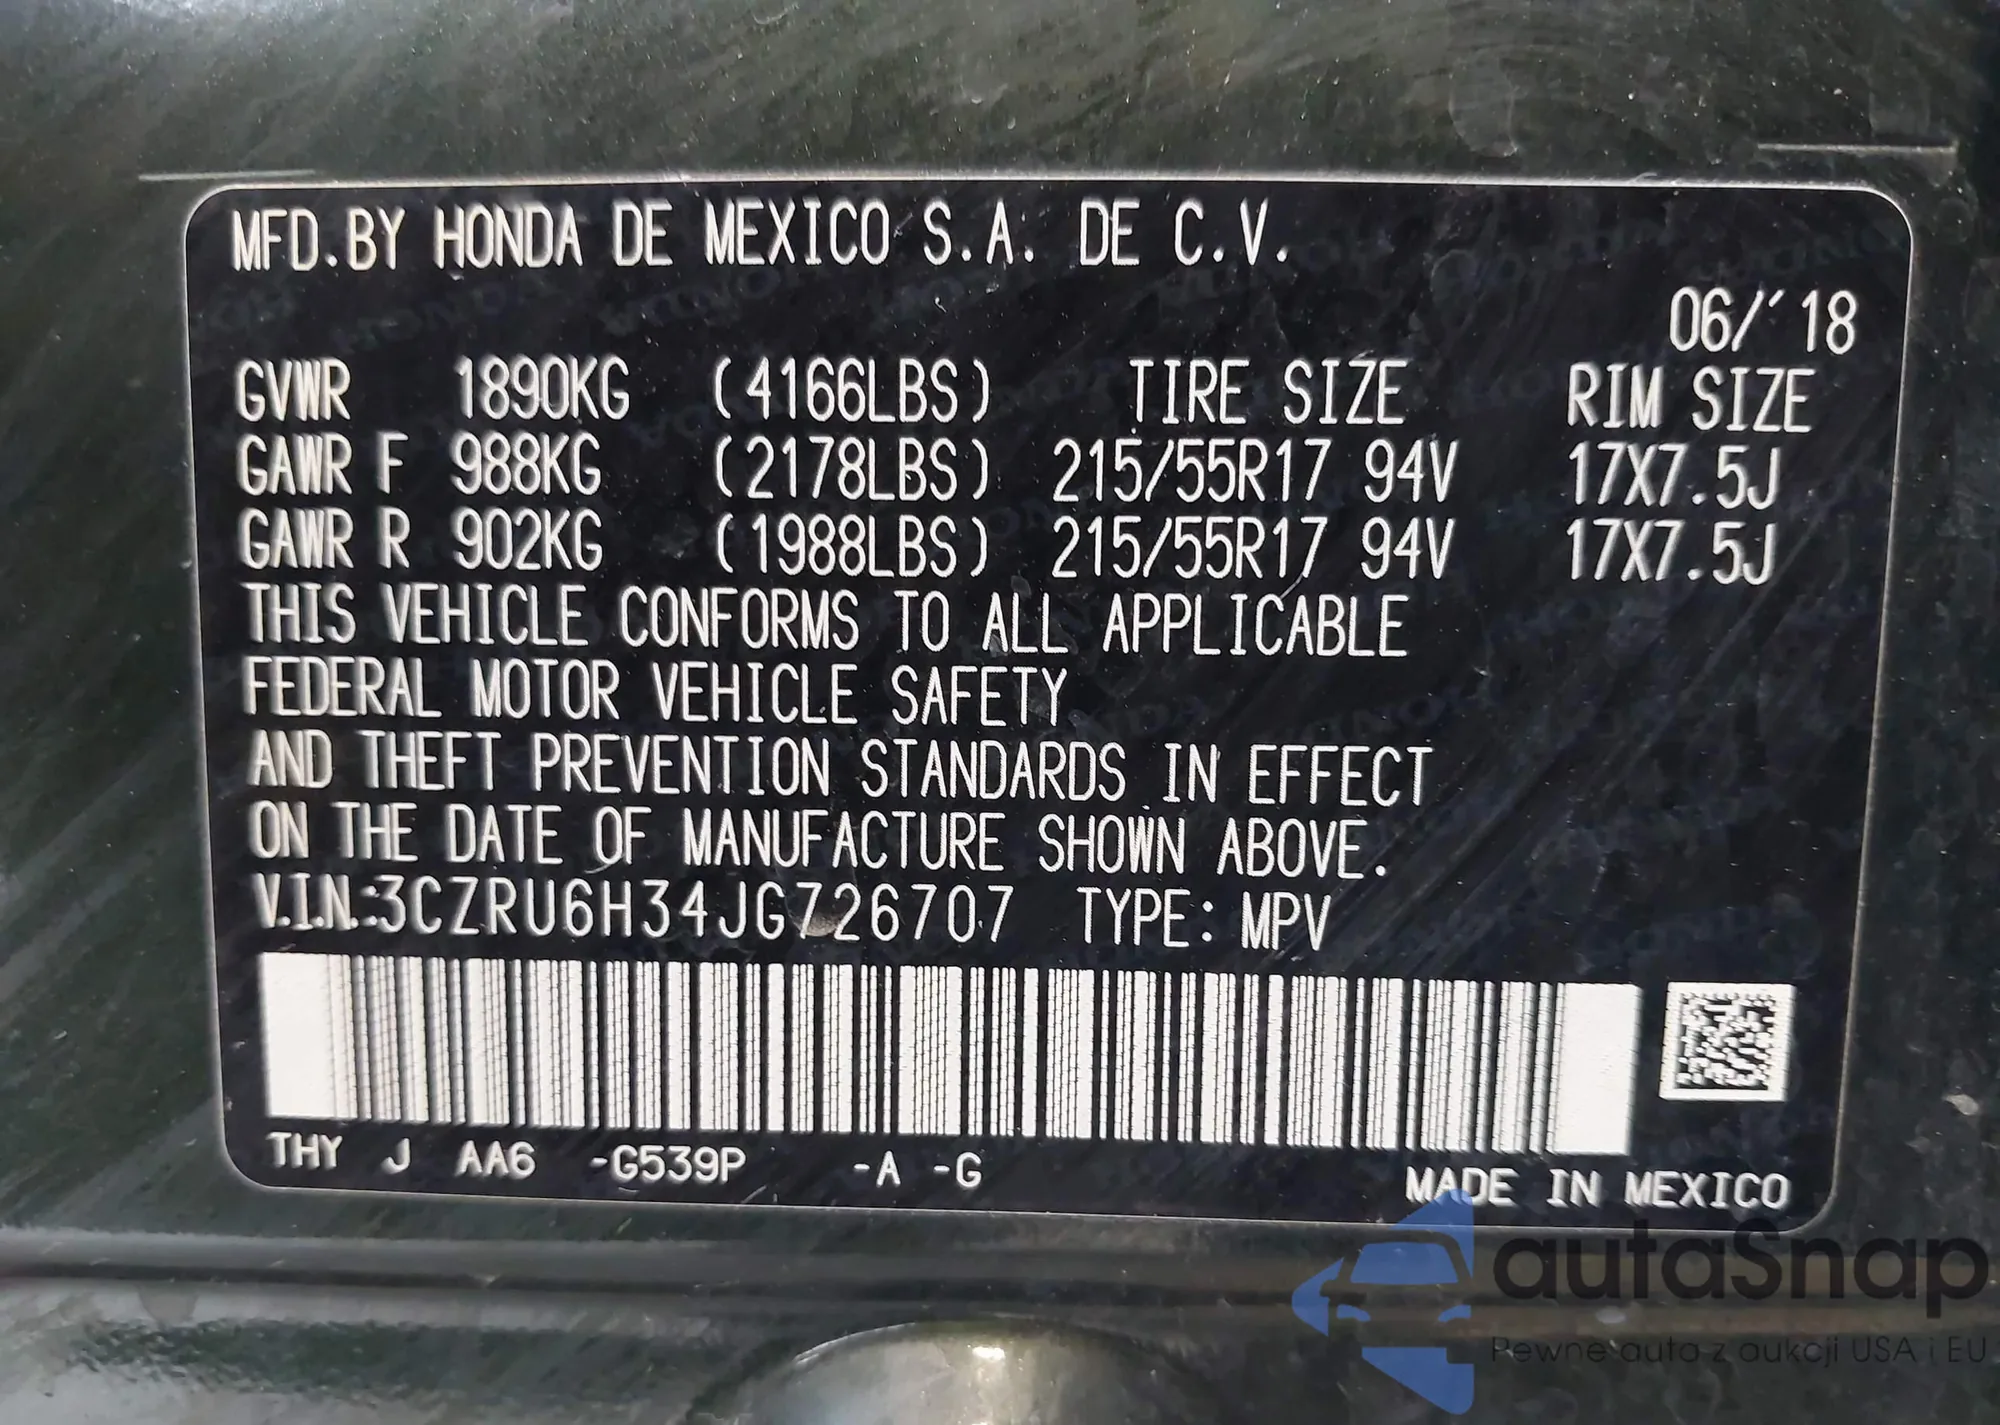 MFD.BY HONDA DE MEXICO S.A. DE C.V.
06/'18
GVWR 1890KG (4166LBS) TIRE SIZE RIM SIZE
GAWR F 988KG (2178LBS) 215/55R17 94V 17X7.5J
GAWR R 902KG (1988LBS) 215/55R17 94V 17X7.5J
THIS VEHICLE CONFORMS TO ALL APPLICABLE
FEDERAL MOTOR VEHICLE SAFETY
AND THEFT PREVENTION STANDARDS IN EFFECT
ON THE DATE OF MANUFACTURE SHOWN ABOVE.
V.I.N.:3CZRU6H34JG726707 TYPE: MPV
THY J AA6 -G539P -A -G
MADE IN MEXICO
autaSnap
Pewne auta z aukcji USA i EU